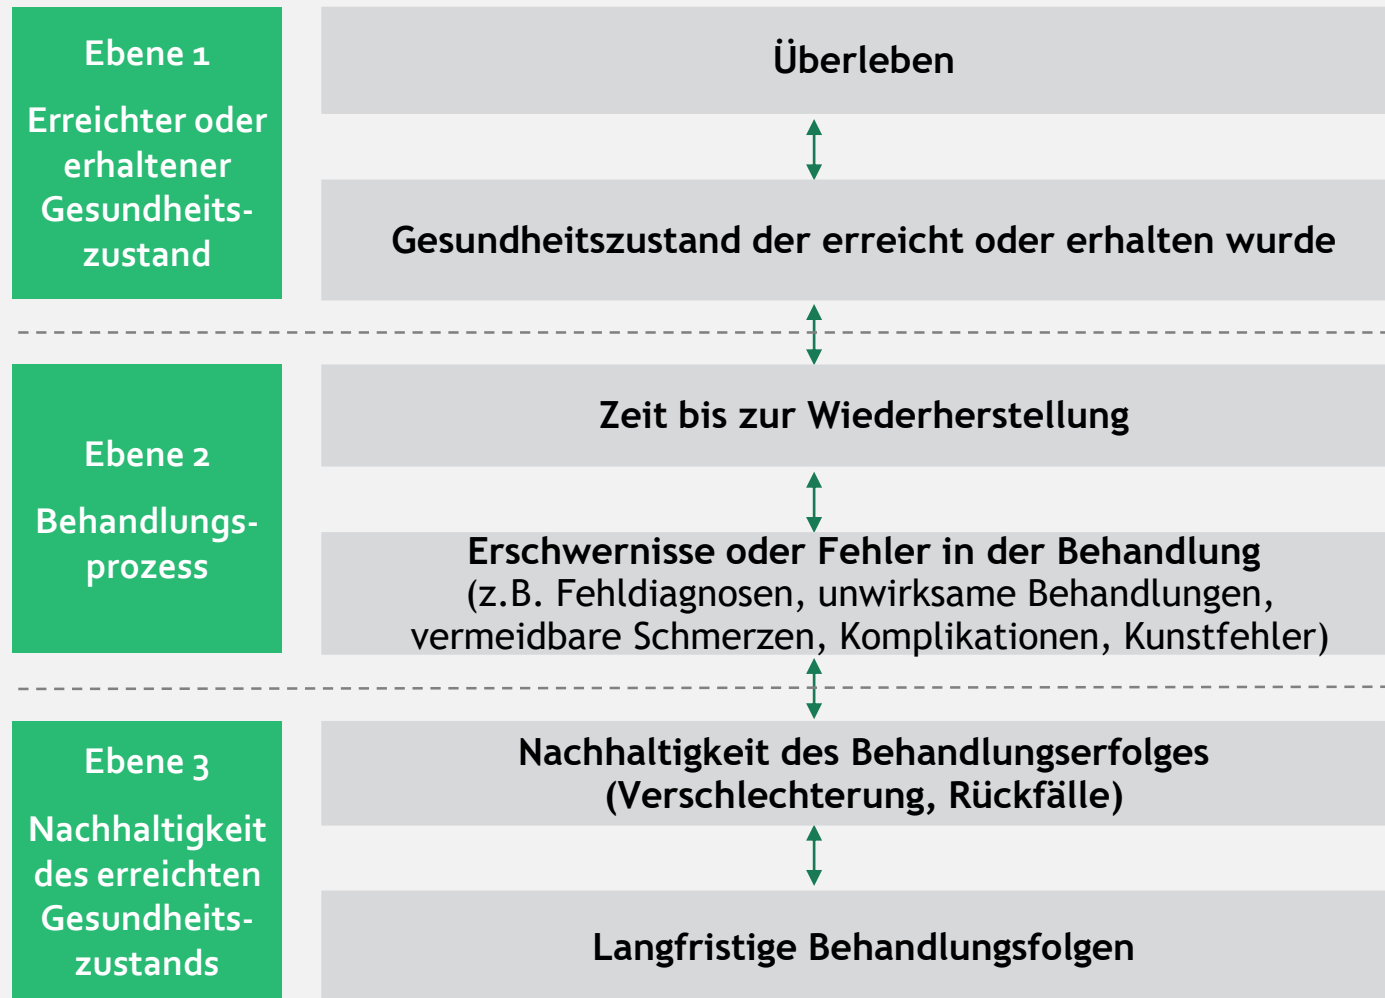 Ebene 1
Erreichter oder
erhaltener
Gesundheits-
zustand
Überleben
Gesundheitszustand der erreicht oder erhalten wurde
Ebene 2
Behandlungs-
prozess
Zeit bis zur Wiederherstellung
Erschwernisse oder Fehler in der Behandlung
(z.B. Fehldiagnosen, unwirksame Behandlungen,
vermeidbare Schmerzen, Komplikationen, Kunstfehler)
Ebene 3
Nachhaltigkeit
des erreichten
Gesundheits-
zustands
Nachhaltigkeit des Behandlungserfolges
(Verschlechterung, Rückfälle)
Langfristige Behandlungsfolgen